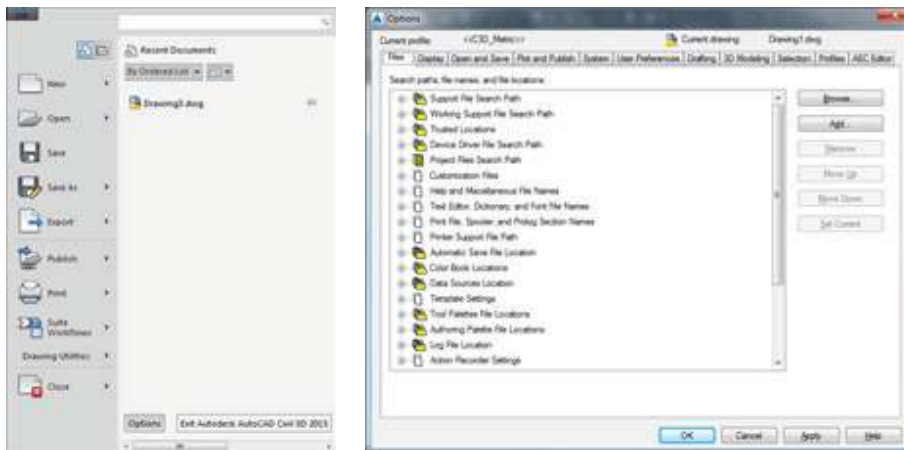 Recent Documents
By Ordered List
Drawing3.dwg
New
Open
Save
Save As
Export
Publish
Print
Suite
Workflows
Drawing Utilities
Close
Options
Exit Autodesk AutoCAD Civil 3D 2015
Options
Current profile: <<C3D_Metric>>
Current drawing: Drawing1.dwg
Files Display Open and Save Plot and Publish System User Preferences Drafting 3D Modeling Selection Profiles AEC Editor
Search paths, file names, and file locations:
Support File Search Path
Working Support File Search Path
Trusted Locations
Device Driver File Search Path
Project Files Search Path
Customization Files
Help and Miscellaneous File Names
Text Editor, Dictionary, and Font File Names
Print File, Spooler, and Prolog Section Names
Printer Support File Path
Automatic Save File Location
Color Book Locations
Data Sources Location
Template Settings
Tool Palettes File Locations
Authoring Palette File Locations
Log File Location
Action Recorder Settings
Browse...
Add...
Remove
Move Up
Move Down
Set Current
OK
Cancel
Apply
Help